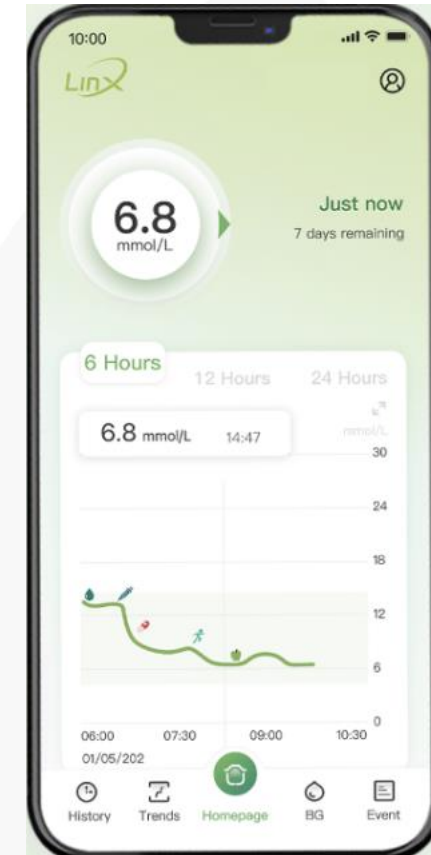 10:00
LinX
6.8
mmol/L
Just now
7 days remaining
6 Hours
12 Hours
24 Hours
mmol/L
6.8 mmol/L 14:47
30
24
18
12
6
0
06:00 07:30 09:00 10:30
01/05/202
History Trends Homepage BG Event